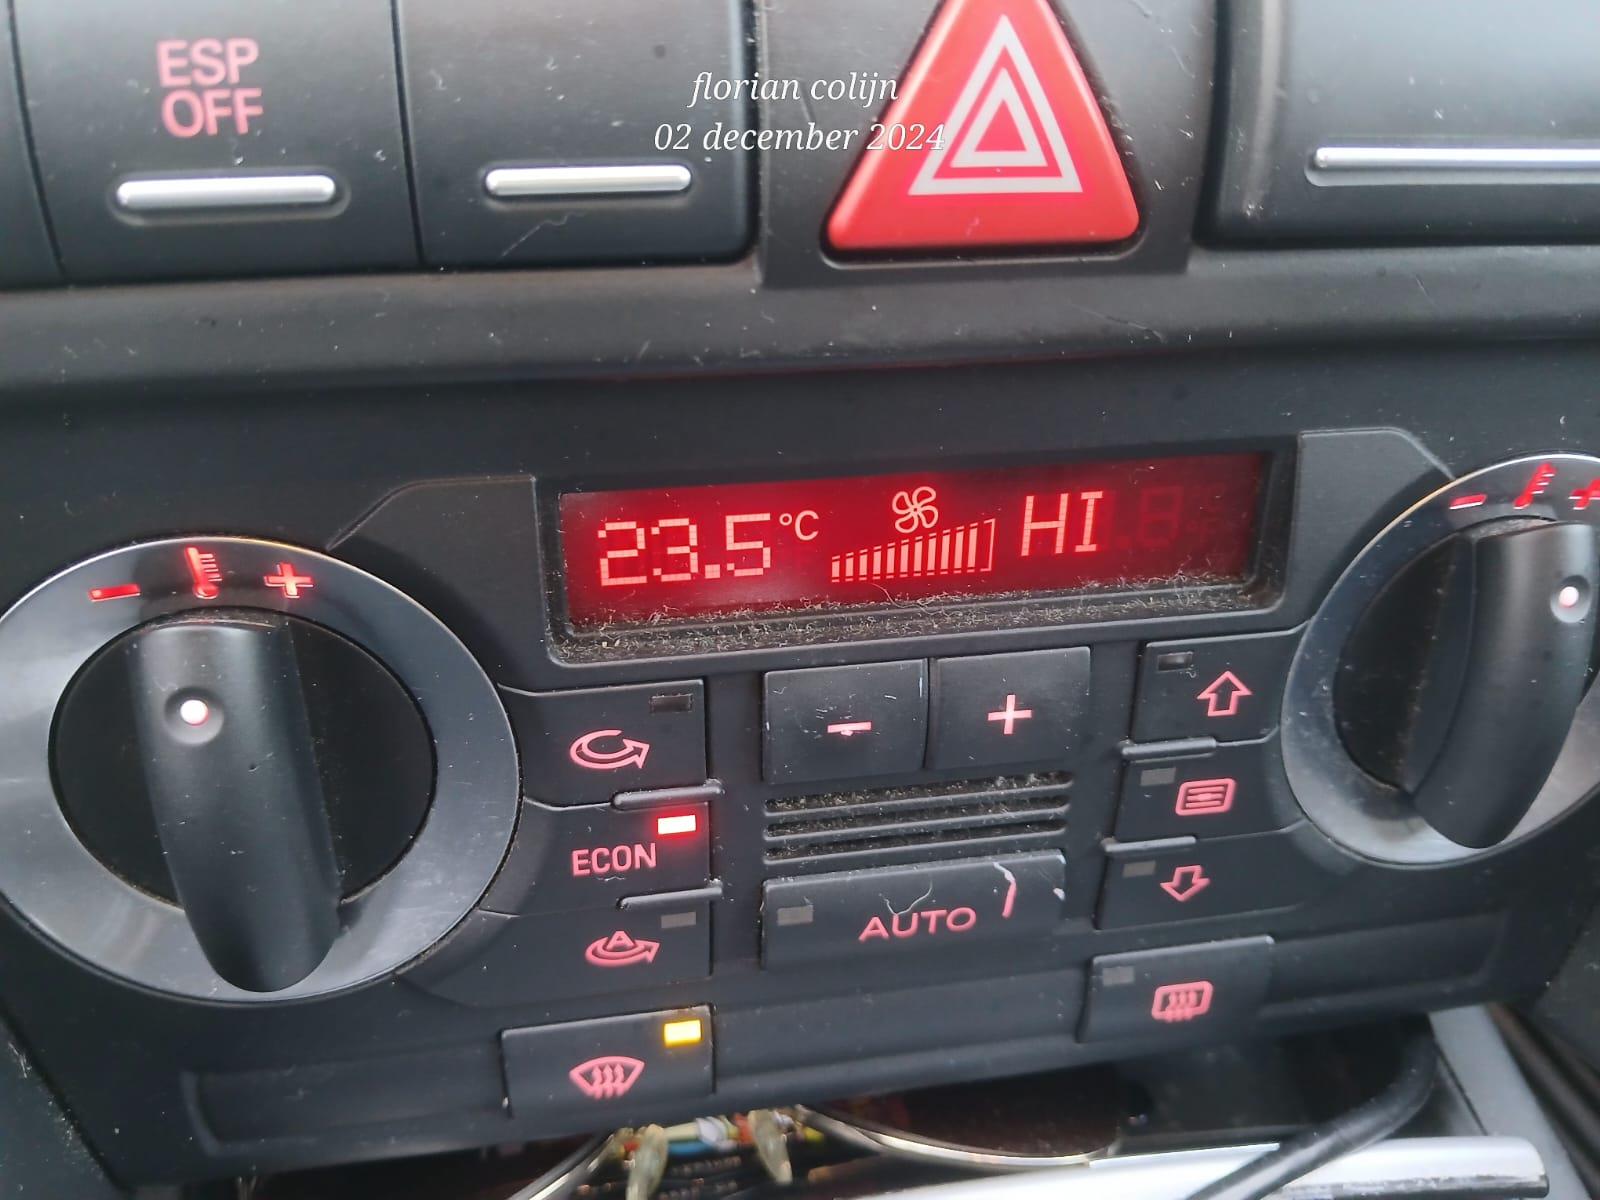 ESP
OFF
florian colijn
02 december 2024
23.5 °C
HI
ECON
AUTO